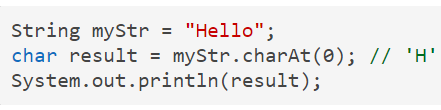 String myStr = "Hello";
char result = myStr.charAt(0); // 'H'
System.out.println(result);